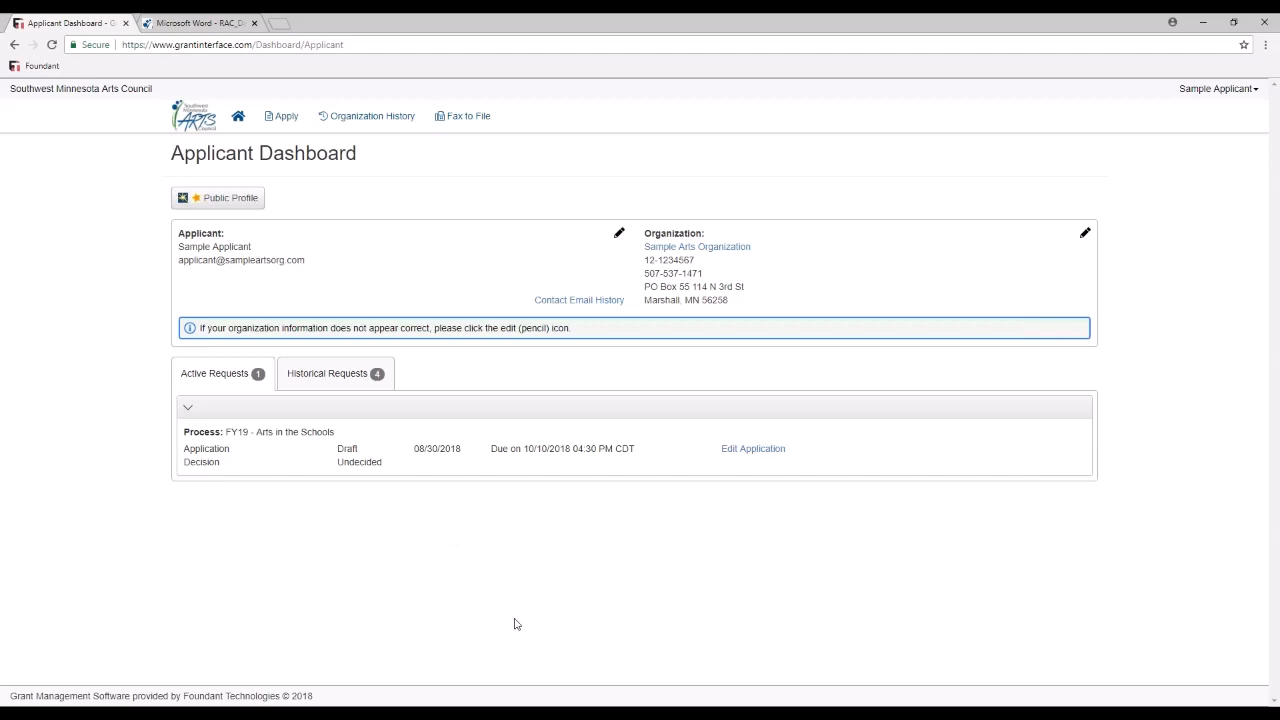 Applicant Dashboard - G
Microsoft Word - RAC_D
Secure
https://www.grantinterface.com/Dashboard/Applicant
Foundant
Southwest Minnesota Arts Council
Sample Applicant
Southwest
Minnesota
ARTS
Council
Apply
Organization History
Fax to File
Applicant Dashboard
Public Profile
Applicant:
Sample Applicant
applicant@sampleartsorg.com
Contact Email History
Organization:
Sample Arts Organization
12-1234567
507-537-1471
PO Box 55 114 N 3rd St
Marshall, MN 56258
If your organization information does not appear correct, please click the edit (pencil) icon.
Active Requests 1
Historical Requests 4
Process: FY19 - Arts in the Schools
Application Draft 08/30/2018 Due on 10/10/2018 04:30 PM CDT Edit Application
Decision Undecided
Grant Management Software provided by Foundant Technologies © 2018